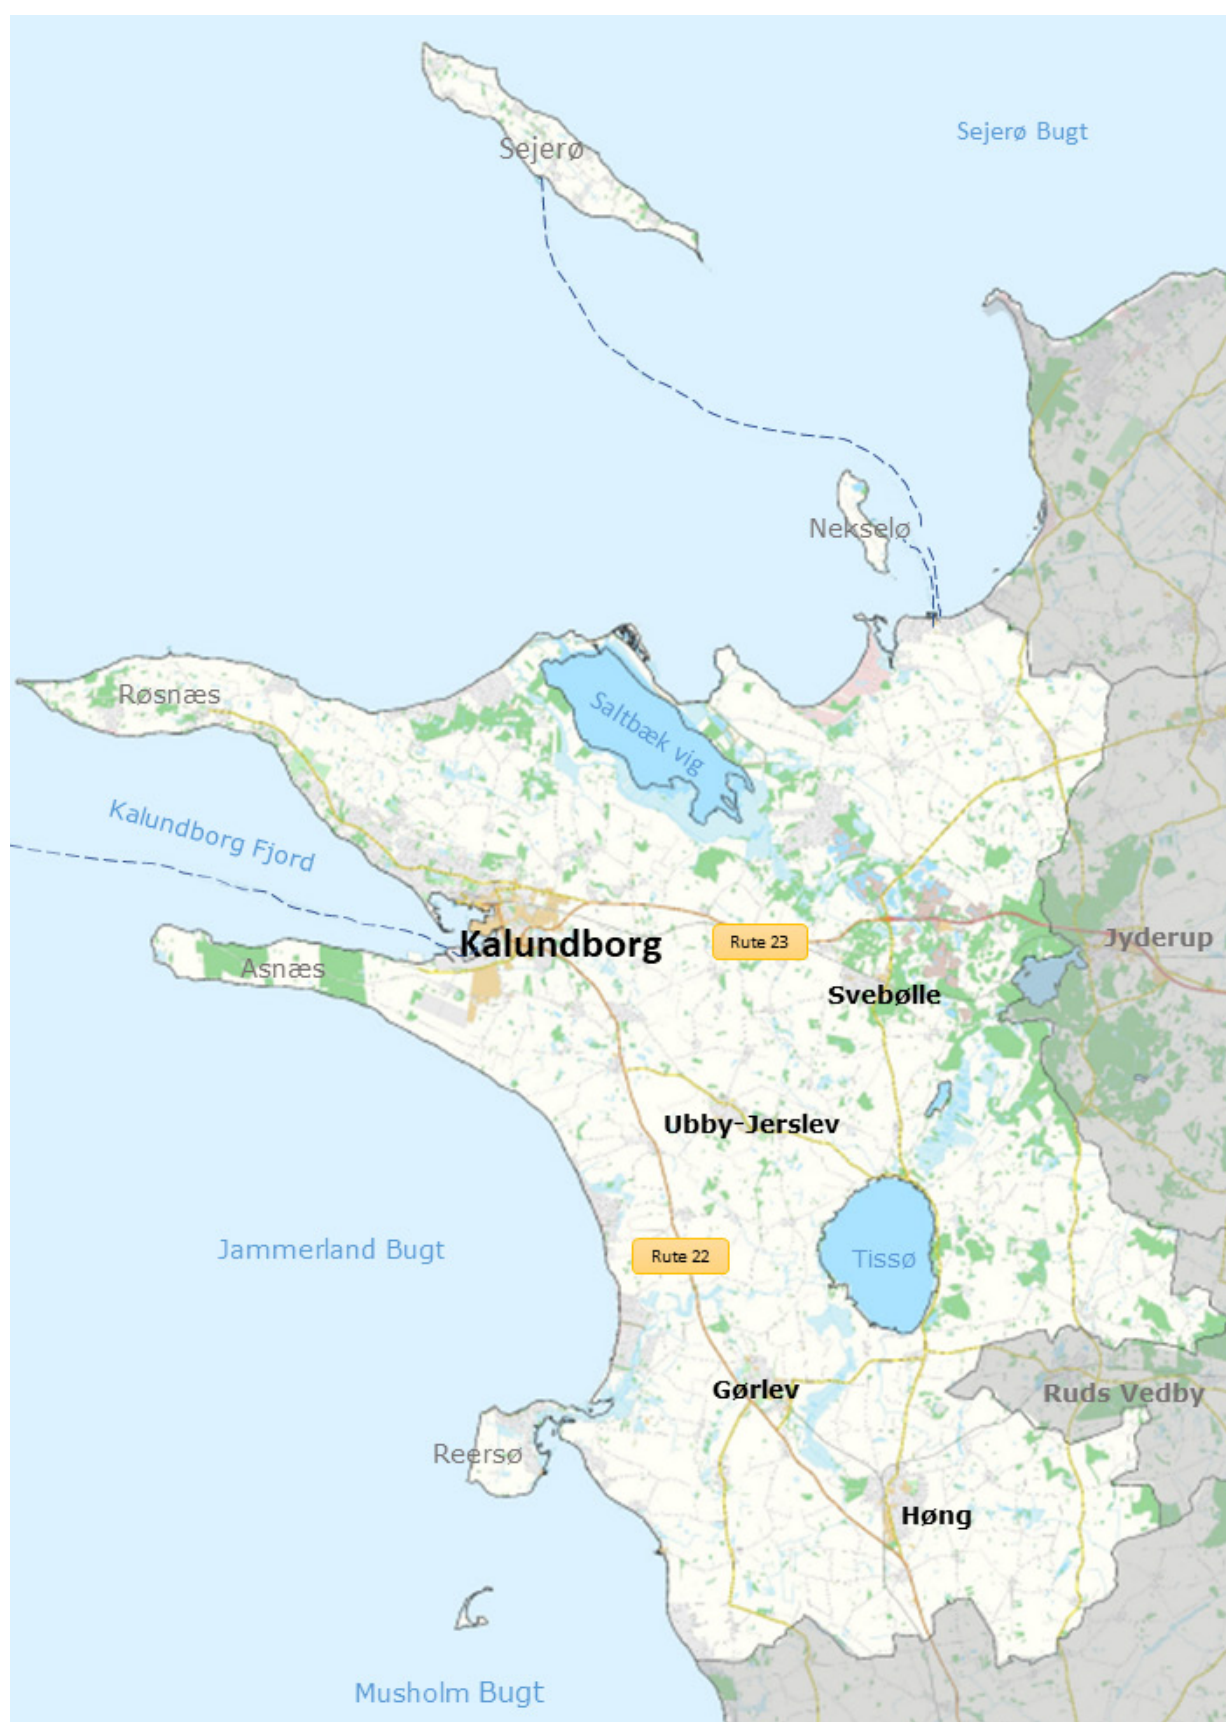 Sejerø Bugt
Sejerø
Nekselø
Røsnæs
Saltbæk vig
Kalundborg Fjord
Kalundborg
Rute 23
Jyderup
Asnæs
Svebølle
Ubby-Jerslev
Jammerland Bugt
Rute 22
Tissø
Gørlev
Ruds Vedby
Reersø
Høng
Musholm Bugt